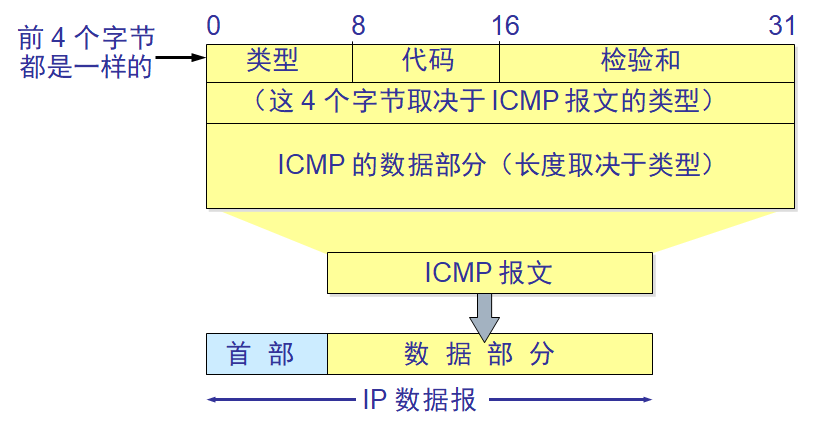 0 8 16 31
前 4 个字节
都是一样的
类型 代码 检验和
（这 4 个字节取决于 ICMP 报文的类型）
ICMP 的数据部分（长度取决于类型）
ICMP 报文
首 部 数 据 部 分
IP 数据报